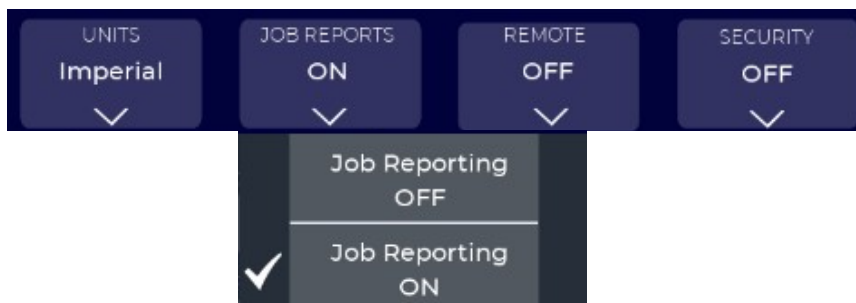 UNITS JOB REPORTS REMOTE SECURITY
Imperial ON OFF OFF
Job Reporting
OFF
Job Reporting
ON